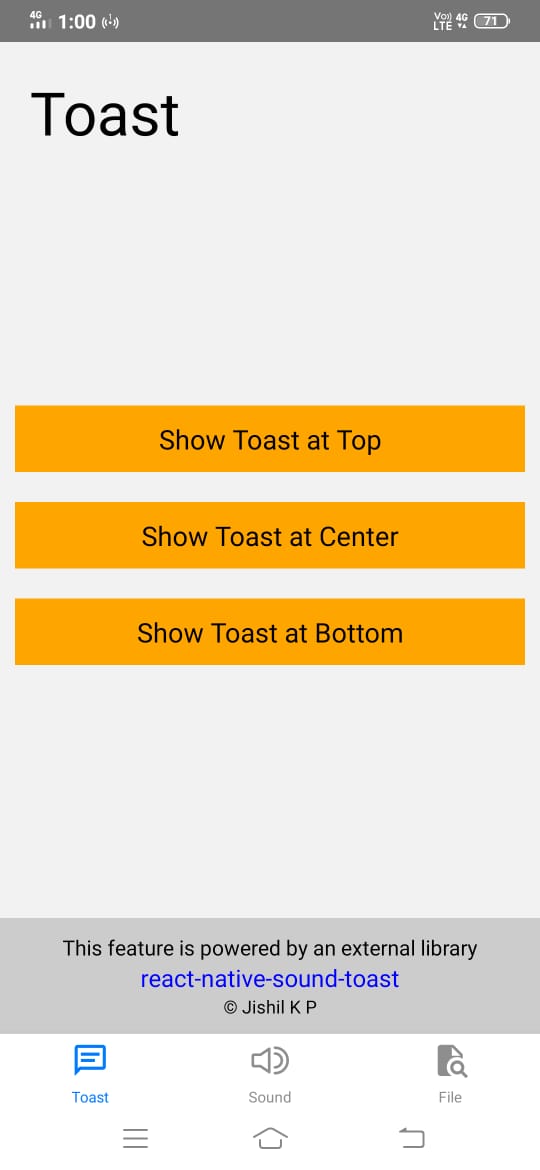 4G 1:00 Vo)) LTE 4G 71
Toast
Show Toast at Top
Show Toast at Center
Show Toast at Bottom
This feature is powered by an external library
react-native-sound-toast
© Jishil K P
Toast Sound File